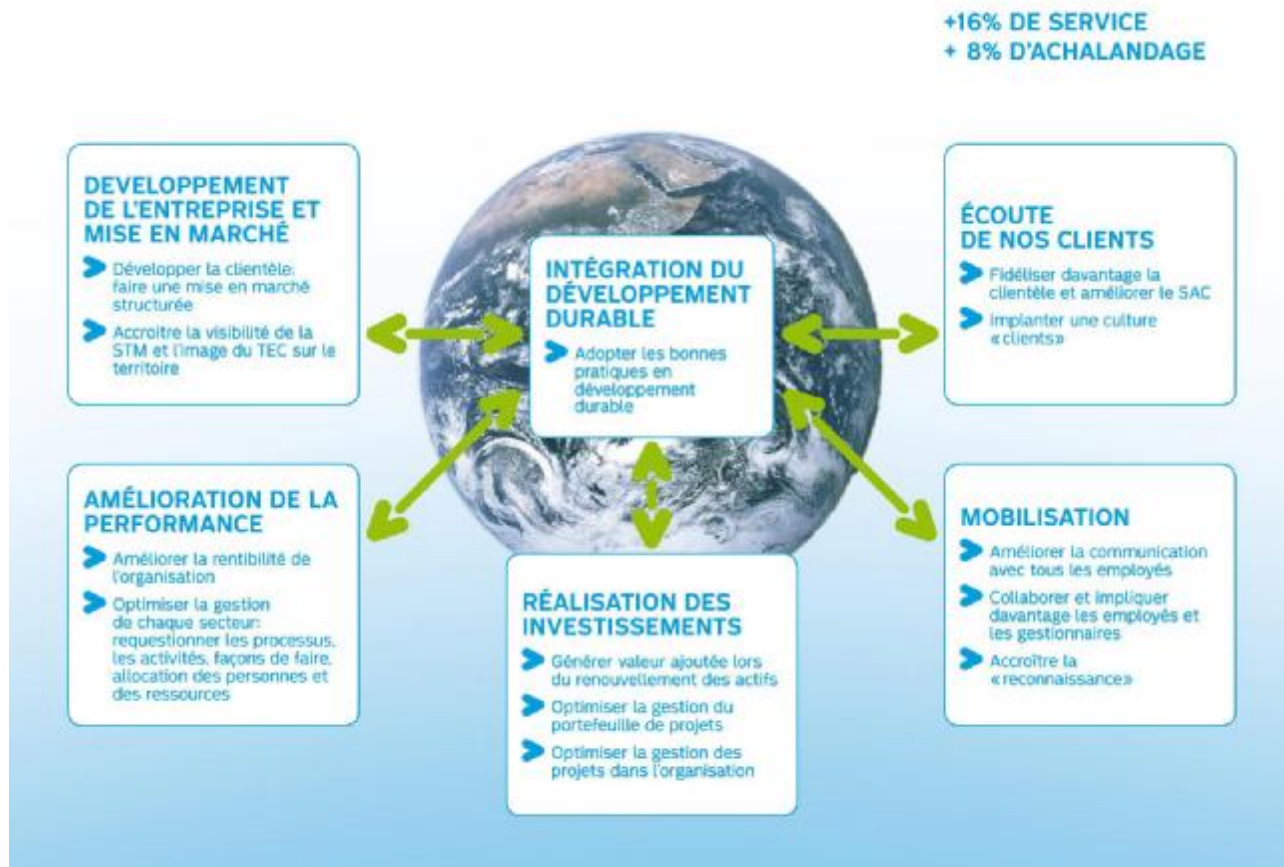 +16% DE SERVICE
+ 8% D'ACHALANDAGE
DEVELOPPEMENT
DE L'ENTREPRISE ET
MISE EN MARCHÉ
Développer la clientèle:
faire une mise en marché
structurée
Accroitre la visibilité de la
STM et l'image du TEC sur le
territoire
INTÉGRATION DU
DÉVELOPPEMENT
DURABLE
Adopter les bonnes
pratiques en
développement
durable
ÉCOUTE
DE NOS CLIENTS
Fidéliser davantage la
clientèle et améliorer le SAC
Implanter une culture
«clients»
AMÉLIORATION DE LA
PERFORMANCE
Améliorer la rentibilité de
l'organisation
Optimiser la gestion
de chaque secteur:
requestionner les processus,
les activités, façons de faire,
allocation des personnes et
des ressources
RÉALISATION DES
INVESTISSEMENTS
Générer valeur ajoutée lors
du renouvellement des actifs
Optimiser la gestion du
portefeuille de projets
Optimiser la gestion des
projets dans l'organisation
MOBILISATION
Améliorer la communication
avec tous les employés
Collaborer et impliquer
davantage les employés et
les gestionnaires
Accroître la
«reconnaissance»